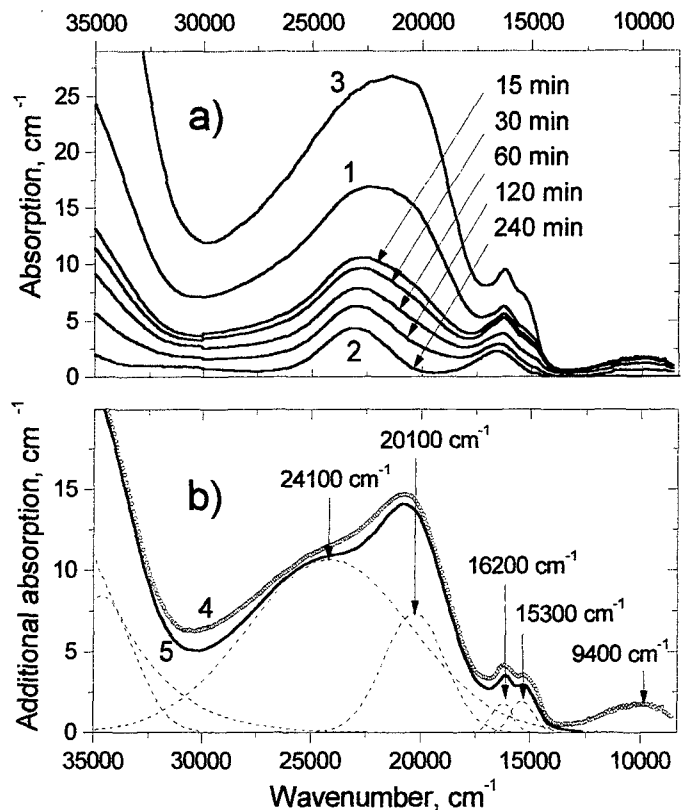 35000 30000 25000 20000 15000 10000
Absorption, cm⁻¹
25
20
15
10
5
0
a)
3
1
2
15 min
30 min
60 min
120 min
240 min
Additional absorption, cm⁻¹
15
10
5
0
b)
4
5
24100 cm⁻¹
20100 cm⁻¹
16200 cm⁻¹
15300 cm⁻¹
9400 cm⁻¹
35000 30000 25000 20000 15000 10000
Wavenumber, cm⁻¹